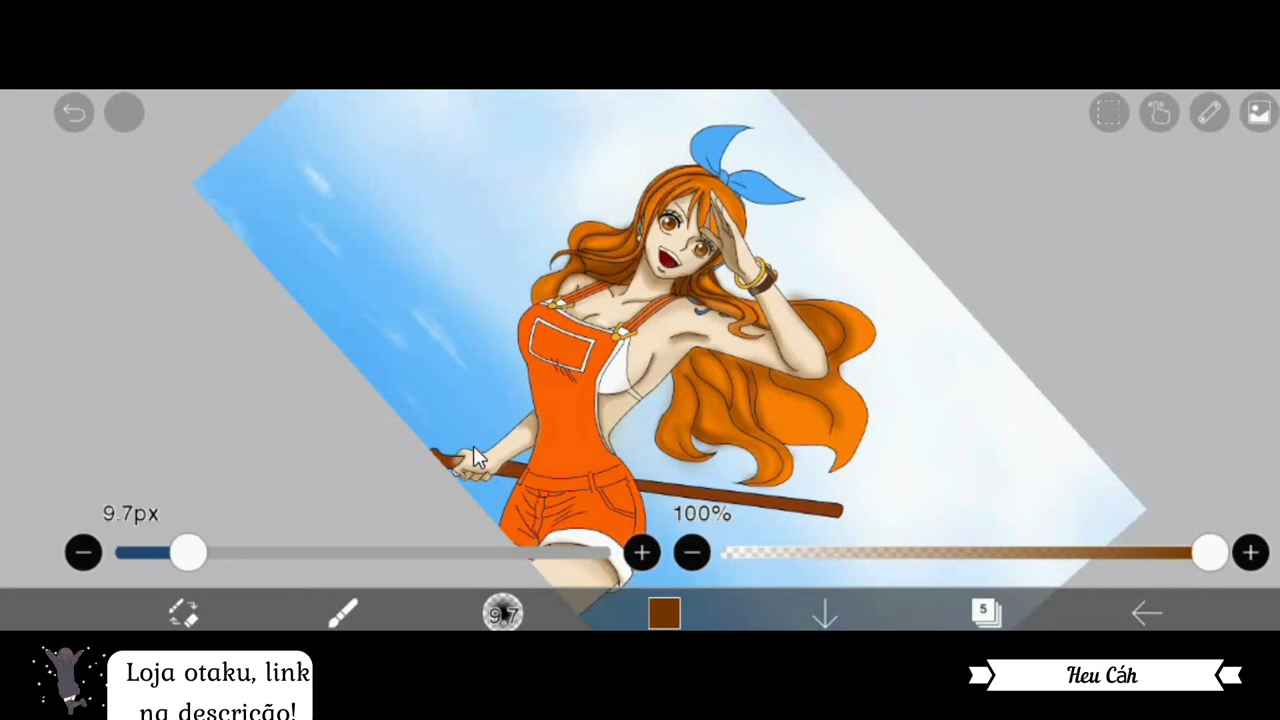 9.7px
100%
9.7
5
Loja otaku, link
na descrição!
Heu Cáh